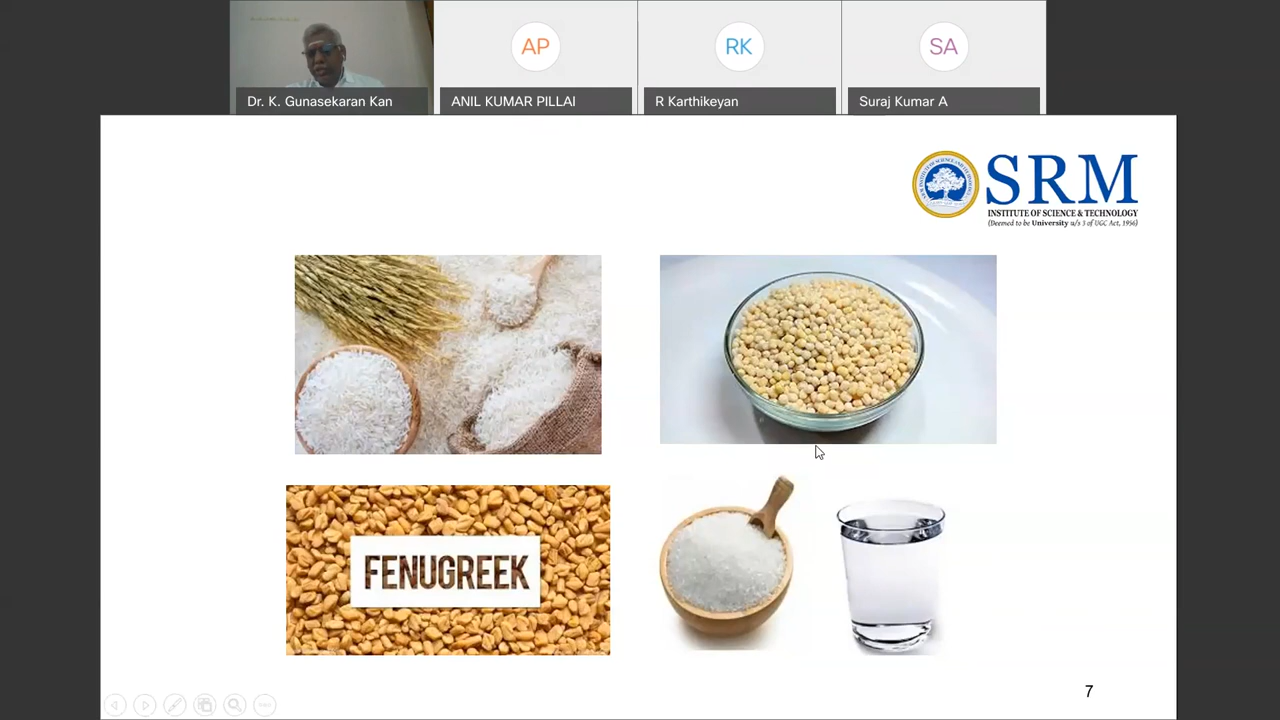 AP
RK
SA
Dr. K. Gunasekaran Kan
ANIL KUMAR PILLAI
R Karthikeyan
Suraj Kumar A
SRM
INSTITUTE OF SCIENCE & TECHNOLOGY
(Deemed to be University u/s 3 of UGC Act, 1956)
FENUGREEK
7